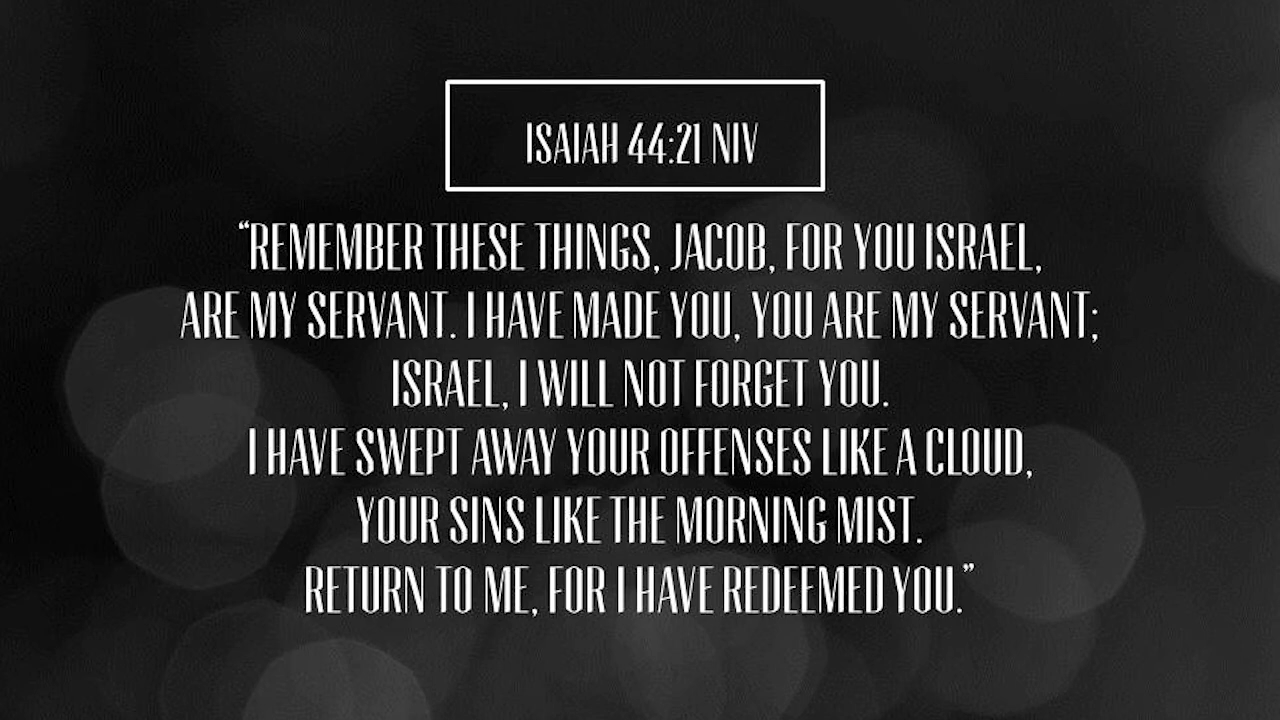 ISAIAH 44:21 NIV
“REMEMBER THESE THINGS, JACOB, FOR YOU ISRAEL,
ARE MY SERVANT. I HAVE MADE YOU, YOU ARE MY SERVANT;
ISRAEL, I WILL NOT FORGET YOU.
I HAVE SWEPT AWAY YOUR OFFENSES LIKE A CLOUD,
YOUR SINS LIKE THE MORNING MIST.
RETURN TO ME, FOR I HAVE REDEEMED YOU.”